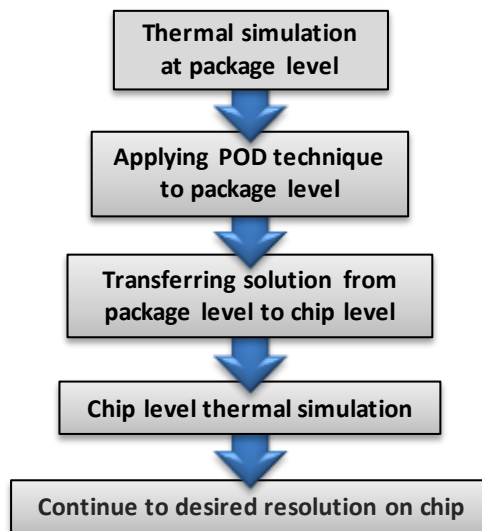 Thermal simulation
at package level
Applying POD technique
to package level
Transferring solution from
package level to chip level
Chip level thermal simulation
Continue to desired resolution on chip